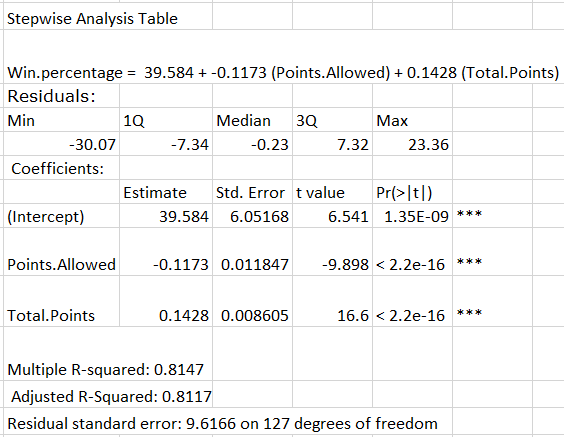 Stepwise Analysis Table
Win.percentage = 39.584 + -0.1173 (Points.Allowed) + 0.1428 (Total.Points)
Residuals:
Min 1Q Median 3Q Max
-30.07 -7.34 -0.23 7.32 23.36
Coefficients:
Estimate Std. Error t value Pr(>|t|)
(Intercept) 39.584 6.05168 6.541 1.35E-09 ***
Points.Allowed -0.1173 0.011847 -9.898 < 2.2e-16 ***
Total.Points 0.1428 0.008605 16.6 < 2.2e-16 ***
Multiple R-squared: 0.8147
Adjusted R-Squared: 0.8117
Residual standard error: 9.6166 on 127 degrees of freedom